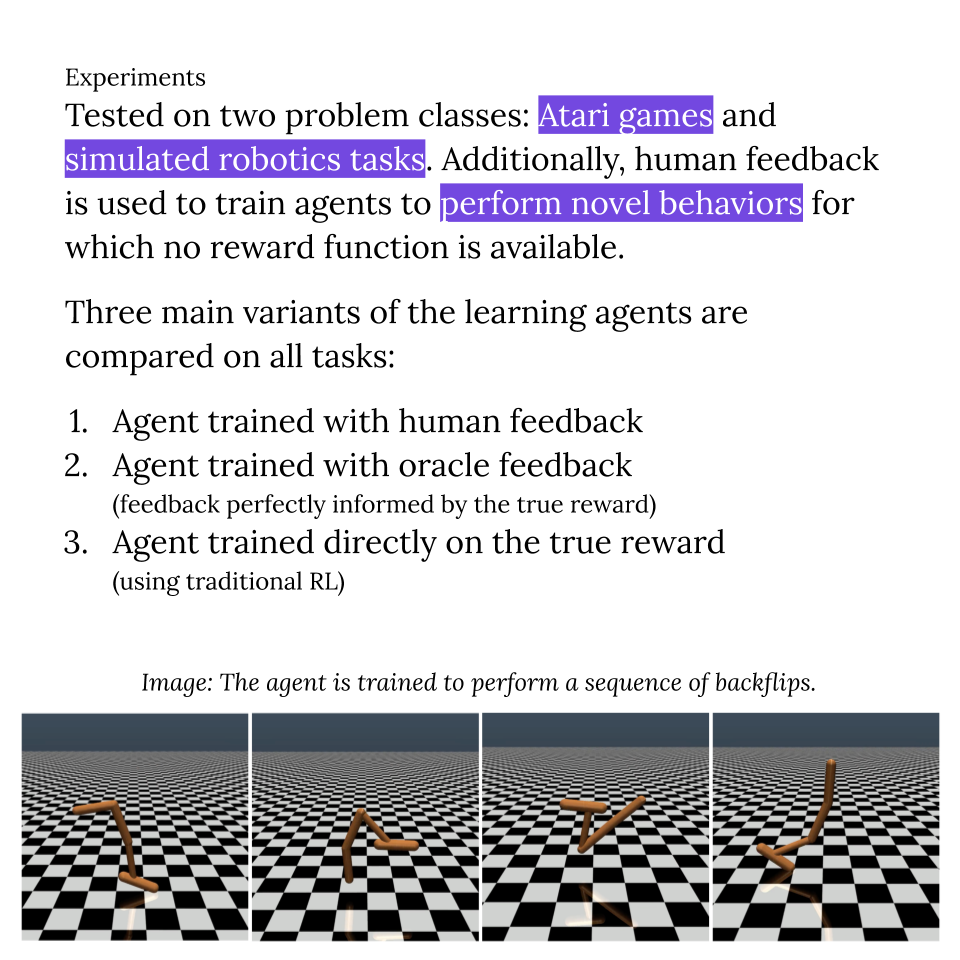 Experiments
Tested on two problem classes: Atari games and
simulated robotics tasks. Additionally, human feedback
is used to train agents to perform novel behaviors for
which no reward function is available.
Three main variants of the learning agents are
compared on all tasks:
1. Agent trained with human feedback
2. Agent trained with oracle feedback
(feedback perfectly informed by the true reward)
3. Agent trained directly on the true reward
(using traditional RL)
Image: The agent is trained to perform a sequence of backflips.